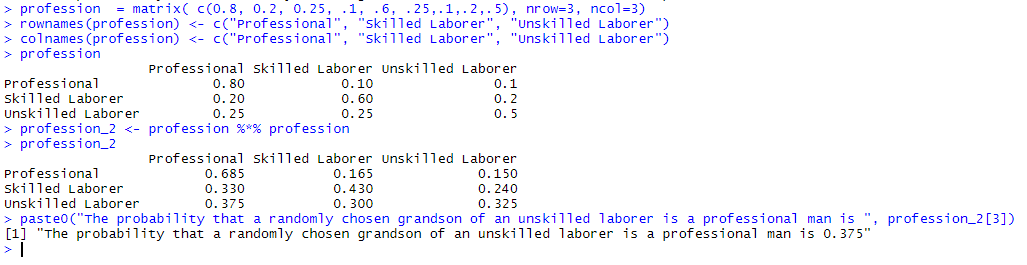 > profession  = matrix( c(0.8, 0.2, 0.25, .1, .6, .25,.1,.2,.5), nrow=3, ncol=3)
> rownames(profession) <- c("Professional", "Skilled Laborer", "Unskilled Laborer")
> colnames(profession) <- c("Professional", "Skilled Laborer", "Unskilled Laborer")
> profession
                  Professional Skilled Laborer Unskilled Laborer
Professional              0.80            0.10               0.1
Skilled Laborer           0.20            0.60               0.2
Unskilled Laborer         0.25            0.25               0.5
> profession_2 <- profession %*% profession
> profession_2
                  Professional Skilled Laborer Unskilled Laborer
Professional             0.685           0.165             0.150
Skilled Laborer          0.330           0.430             0.240
Unskilled Laborer        0.375           0.300             0.325
> paste0("The probability that a randomly chosen grandson of an unskilled laborer is a professional man is ", profession_2[3])
[1] "The probability that a randomly chosen grandson of an unskilled laborer is a professional man is 0.375"
>